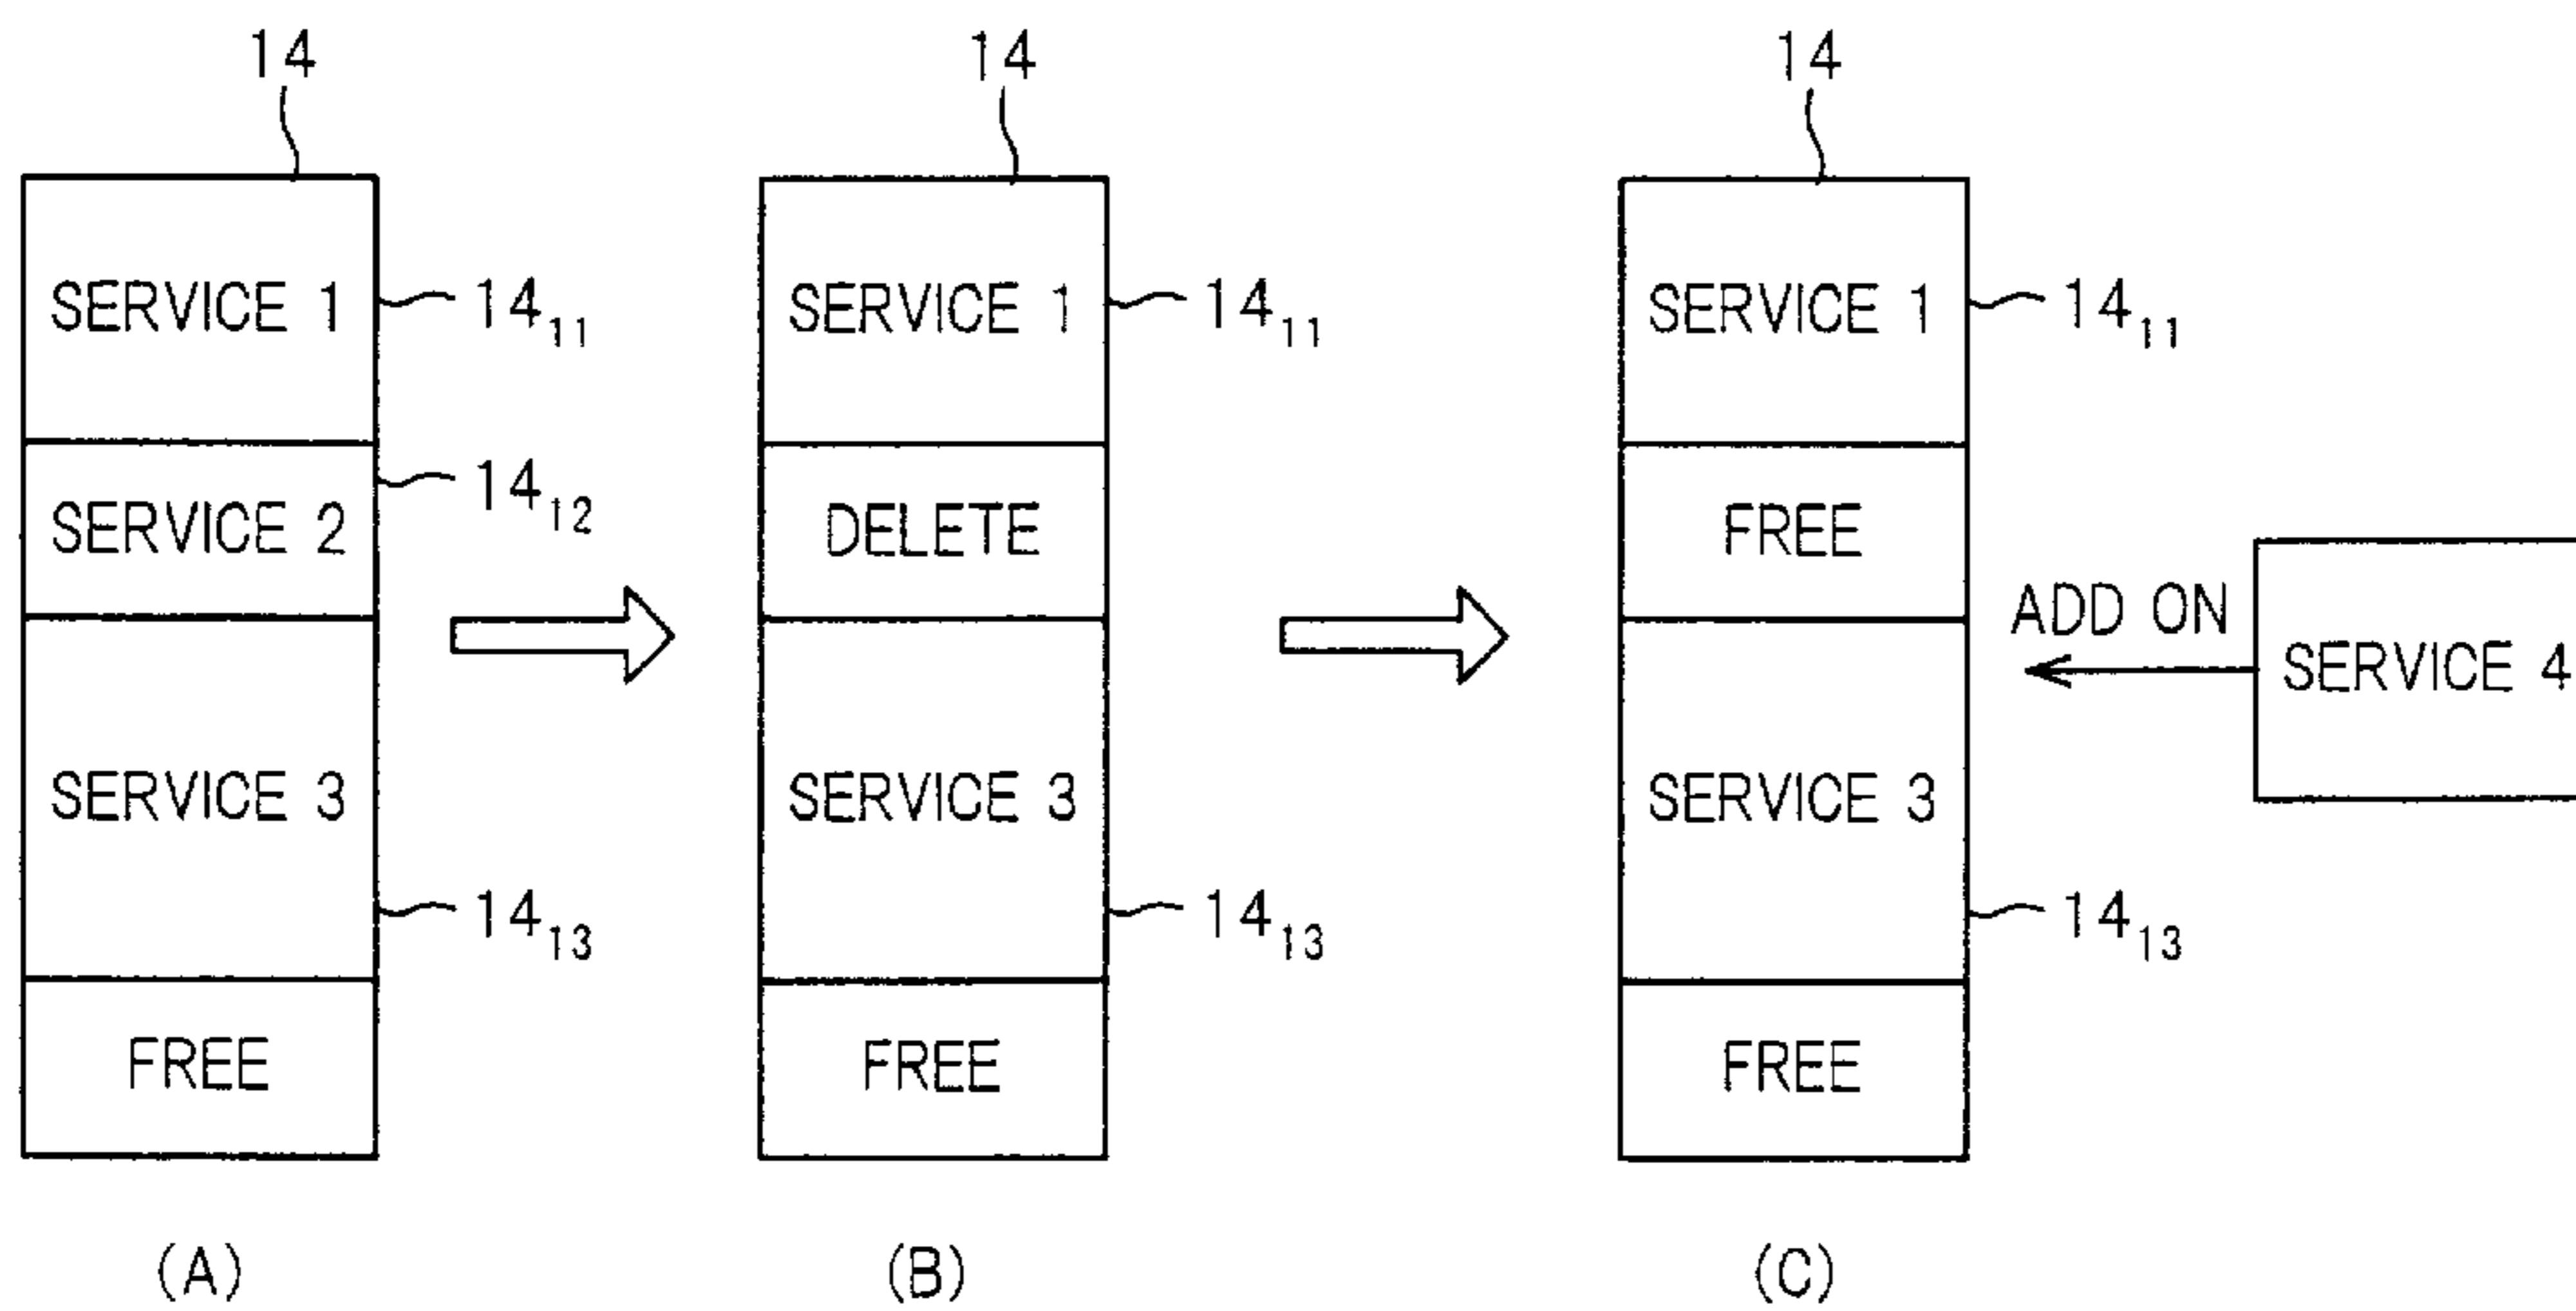 14
SERVICE 1
14₁₁
SERVICE 2
14₁₂
SERVICE 3
14₁₃
FREE
(A)
14
SERVICE 1
14₁₁
DELETE
SERVICE 3
14₁₃
FREE
(B)
14
SERVICE 1
14₁₁
FREE
SERVICE 3
14₁₃
FREE
(C)
ADD ON
SERVICE 4